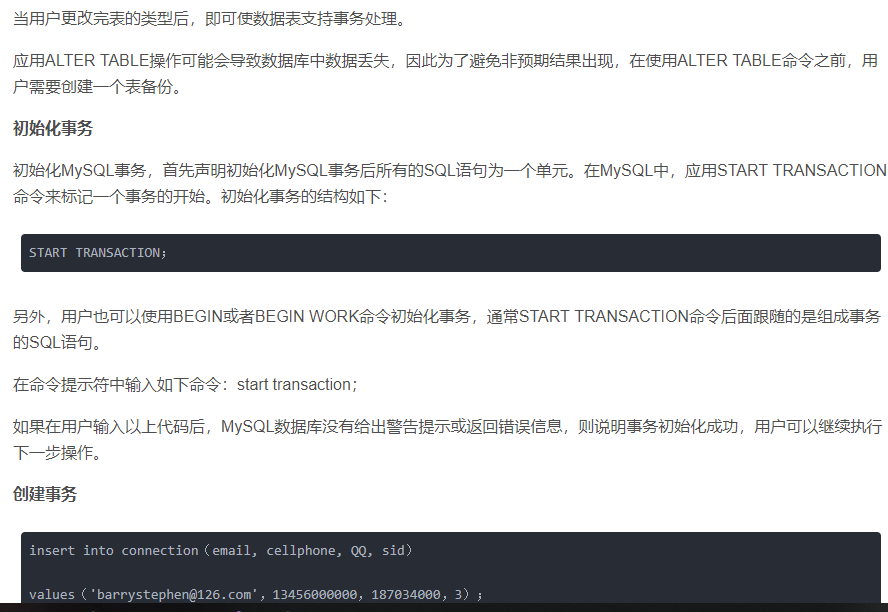 当用户更改完表的类型后，即可使数据表支持事务处理。
应用ALTER TABLE操作可能会导致数据库中数据丢失，因此为了避免非预期结果出现，在使用ALTER TABLE命令之前，用
户需要创建一个表备份。
初始化事务
初始化MySQL事务，首先声明初始化MySQL事务后所有的SQL语句为一个单元。在MySQL中，应用START TRANSACTION
命令来标记一个事务的开始。初始化事务的结构如下：
START TRANSACTION；
另外，用户也可以使用BEGIN或者BEGIN WORK命令初始化事务，通常START TRANSACTION命令后面跟随的是组成事务
的SQL语句。
在命令提示符中输入如下命令：start transaction；
如果在用户输入以上代码后，MySQL数据库没有给出警告提示或返回错误信息，则说明事务初始化成功，用户可以继续执行
下一步操作。
创建事务
insert into connection（email, cellphone, QQ, sid）
values（'barrystephen@126.com'，13456000000，187034000，3）；